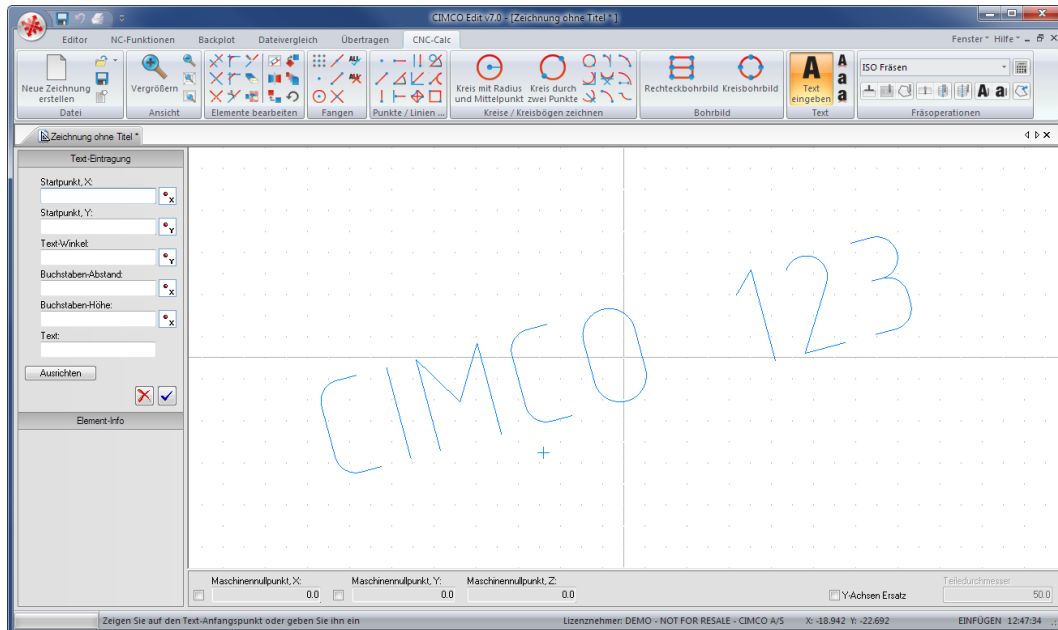 CIMCO Edit v7.0 - [Zeichnung ohne Titel *]
Editor NC-Funktionen Backplot Dateivergleich Übertragen CNC-Calc Fenster Hilfe
Neue Zeichnung erstellen
Vergrößern
Kreis mit Radius und Mittelpunkt
Kreis durch zwei Punkte
Rechteckbohrbild Kreisbohrbild
Text eingeben
ISO Fräsen
Datei Ansicht Elemente bearbeiten Fangen Punkte / Linien ... Kreise / Kreisbögen zeichnen Bohrbild Text Fräsoperationen
Zeichnung ohne Titel *
Text-Eintragung
Startpunkt, X:
Startpunkt, Y:
Text-Winkel:
Buchstaben-Abstand:
Buchstaben-Höhe:
Text:
Ausrichten
Element-Info
CIMCO 123
Maschinennullpunkt, X: Maschinennullpunkt, Y: Maschinennullpunkt, Z: Teiledurchmesser
0.0 0.0 0.0 Y-Achsen Ersatz 50.0
Zeigen Sie auf den Text-Anfangspunkt oder geben Sie ihn ein Lizenznehmer: DEMO - NOT FOR RESALE - CIMCO A/S X: -18.942 Y: -22.692 EINFÜGEN 12:47:34